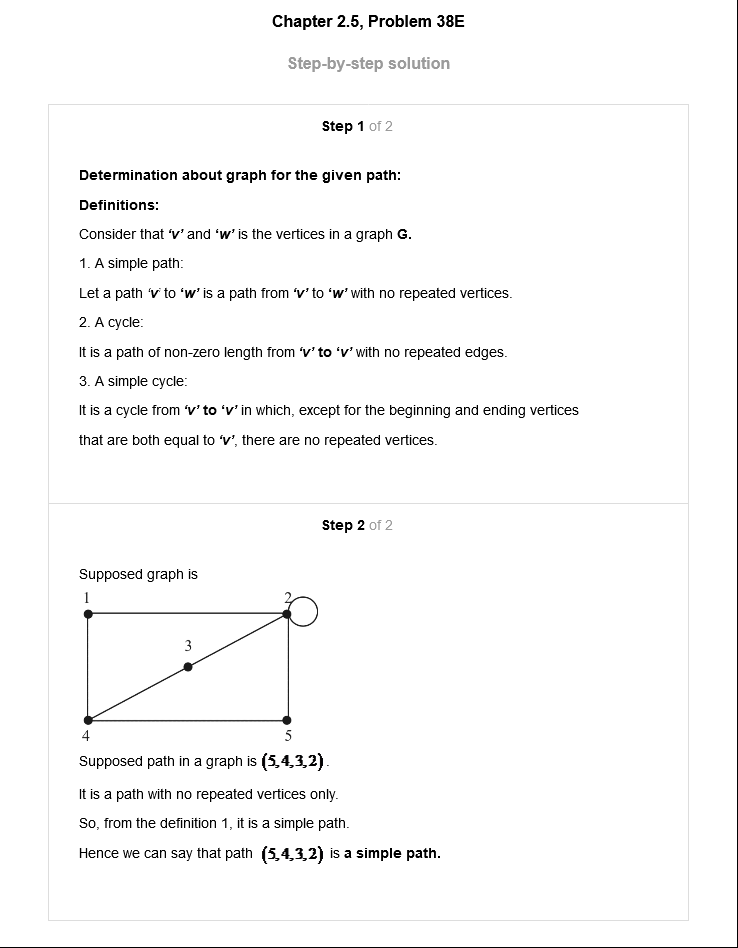 Chapter 2.5, Problem 38E
Step-by-step solution
Step 1 of 2
Determination about graph for the given path:
Definitions:
Consider that ‘v’ and ‘w’ is the vertices in a graph G.
1. A simple path:
Let a path ‘v’ to ‘w’ is a path from ‘v’ to ‘w’ with no repeated vertices.
2. A cycle:
It is a path of non-zero length from ‘v’ to ‘v’ with no repeated edges.
3. A simple cycle:
It is a cycle from ‘v’ to ‘v’ in which, except for the beginning and ending vertices
that are both equal to ‘v’, there are no repeated vertices.
Step 2 of 2
Supposed graph is
1 2
3
4 5
Supposed path in a graph is (5,4,3,2).
It is a path with no repeated vertices only.
So, from the definition 1, it is a simple path.
Hence we can say that path (5,4,3,2) is a simple path.